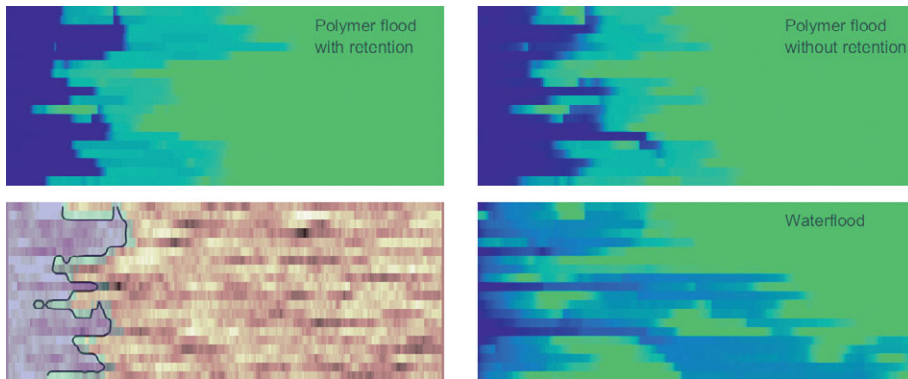 Polymer flood
with retention
Polymer flood
without retention
Waterflood